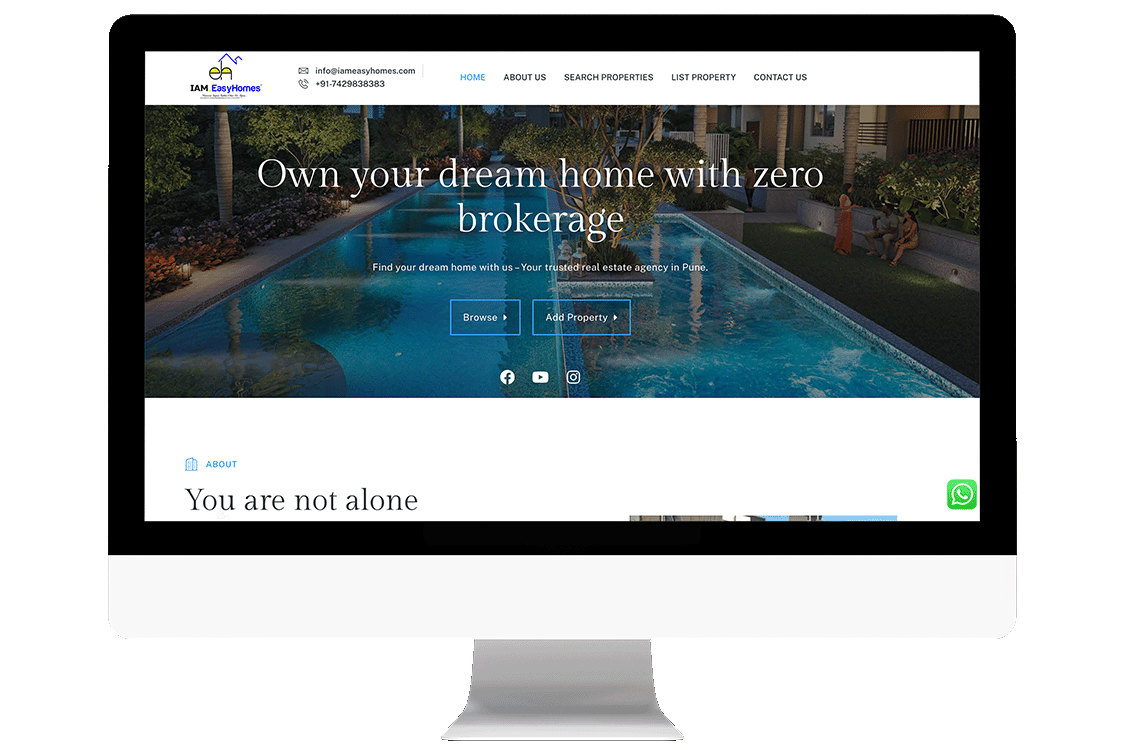 eh
IAM EasyHomes
info@iameasyhomes.com
+91-7429838383
HOME ABOUT US SEARCH PROPERTIES LIST PROPERTY CONTACT US
Own your dream home with zero
brokerage
Find your dream home with us – Your trusted real estate agency in Pune.
Browse Add Property
ABOUT
You are not alone